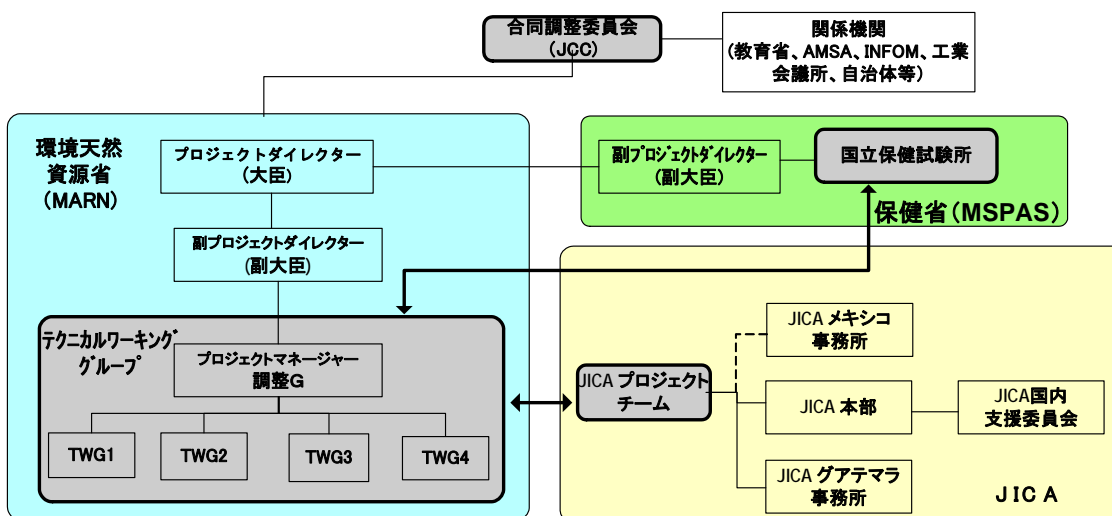 合同調整委員会
(JCC)
関係機関
(教育省、AMSA、INFOM、工業
会議所、自治体等)
環境天然
資源省
(MARN)
プロジェクトダイレクター
(大臣)
副プロジェクトダイレクター
(副大臣)
国立保健試験所
保健省(MSPAS)
副プロジェクトダイレクター
(副大臣)
テクニカルワーキング
グループ
プロジェクトマネージャー
調整G
TWG1
TWG2
TWG3
TWG4
JICA プロジェクト
チーム
JICA メキシコ
事務所
JICA 本部
JICA国内
支援委員会
JICA グアテマラ
事務所
JICA